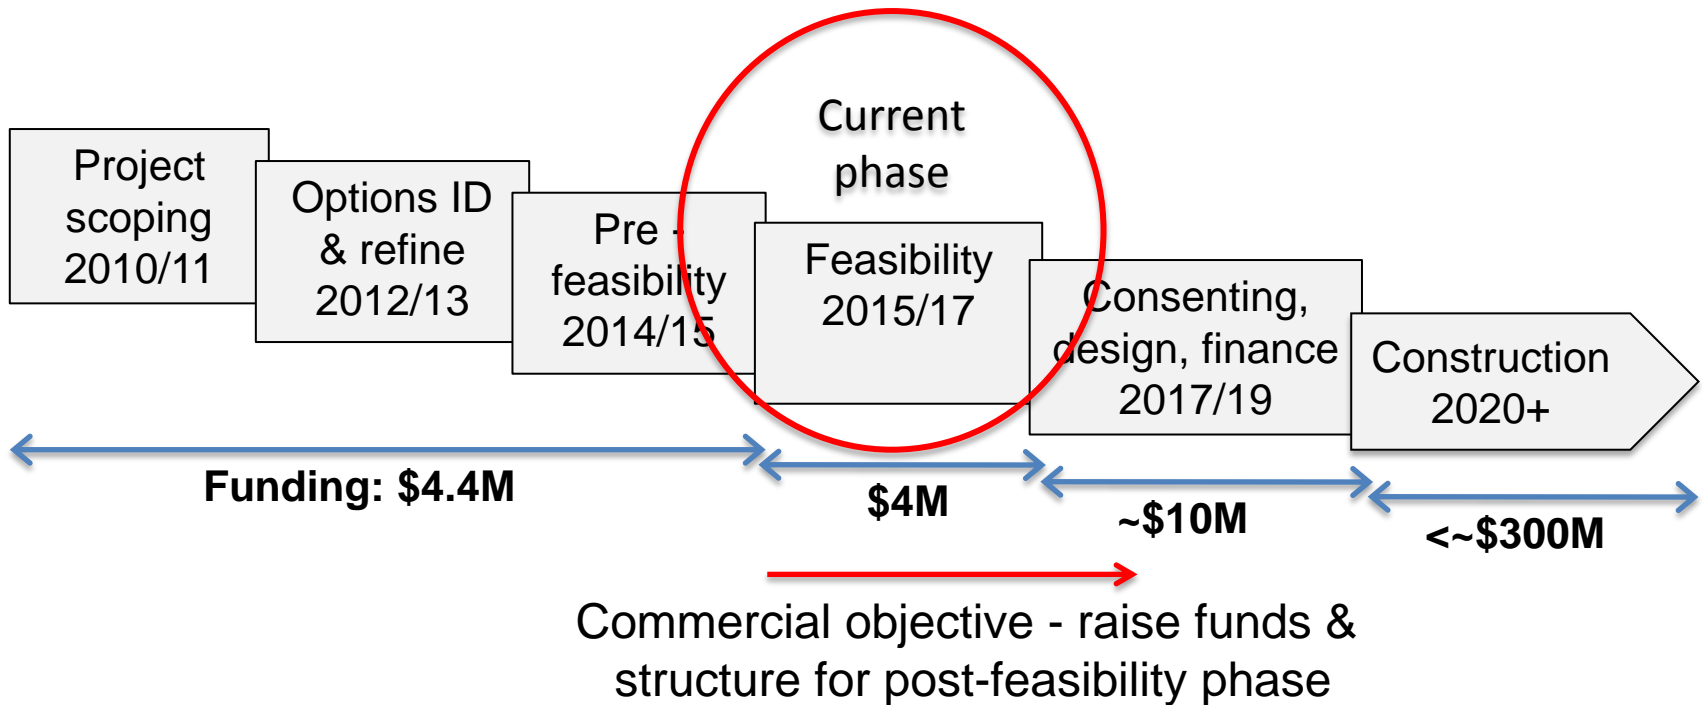 Current
phase
Project
scoping
2010/11
Options ID
& refine
2012/13
Pre -
feasibility
2014/15
Feasibility
2015/17
Consenting,
design, finance
2017/19
Construction
2020+
Funding: $4.4M
$4M
~$10M
<~$300M
Commercial objective - raise funds &
structure for post-feasibility phase